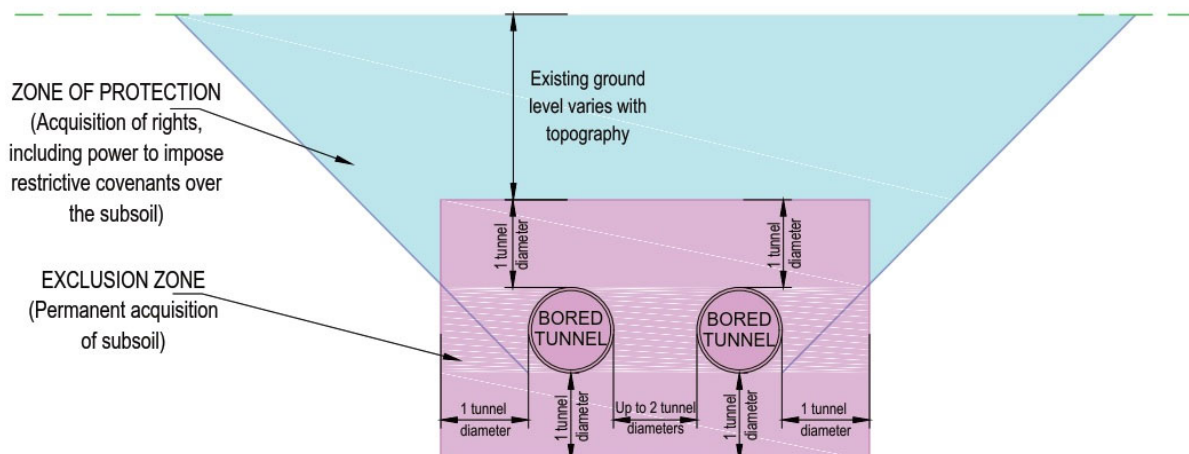 Existing ground
level varies with
topography
ZONE OF PROTECTION
(Acquisition of rights,
including power to impose
restrictive covenants over
the subsoil)
1 tunnel
diameter
1 tunnel
diameter
EXCLUSION ZONE
(Permanent acquisition
of subsoil)
BORED
TUNNEL
BORED
TUNNEL
1 tunnel
diameter
1 tunnel
diameter
Up to 2 tunnel
diameters
1 tunnel
diameter
1 tunnel
diameter